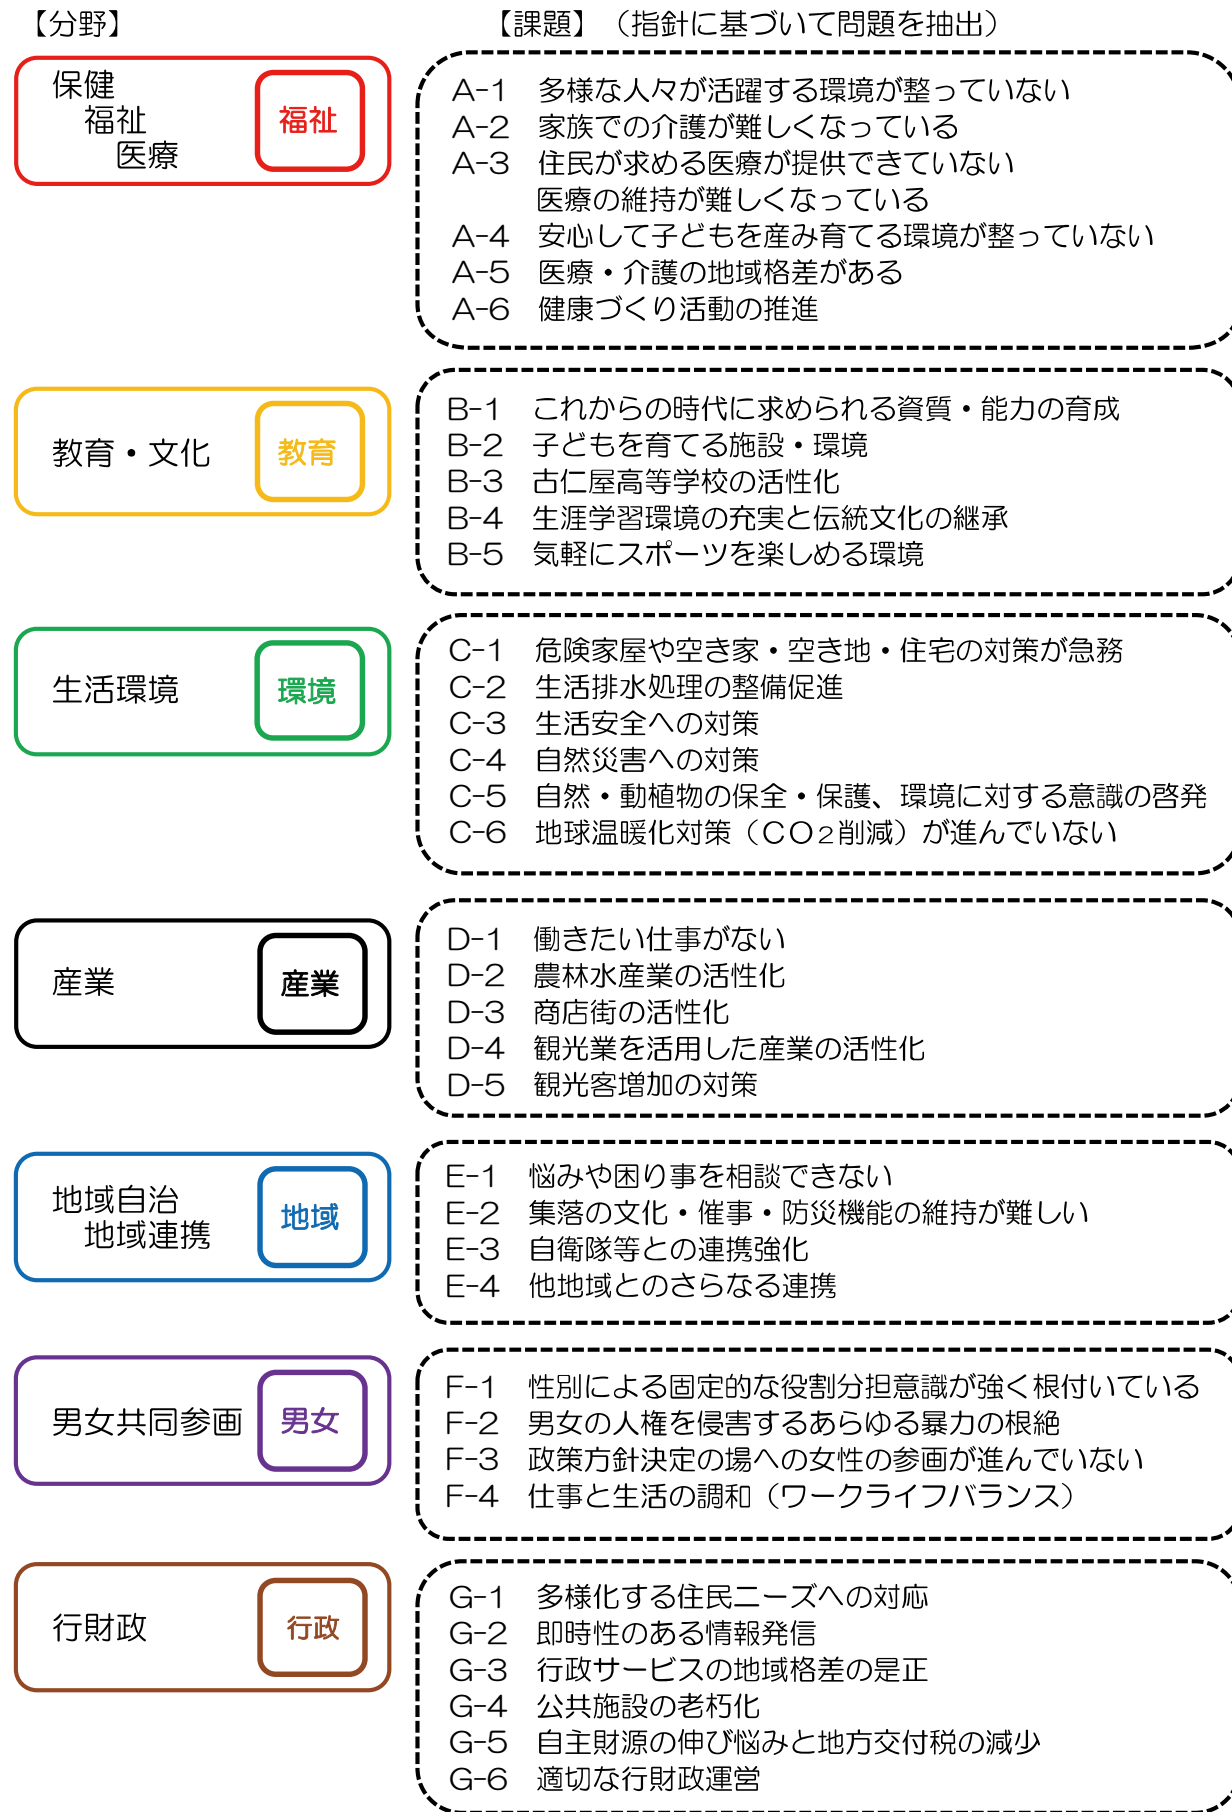 【分野】
【課題】（指針に基づいて問題を抽出）
保健
福祉
医療
福祉
A-1 多様な人々が活躍する環境が整っていない
A-2 家族での介護が難しくなっている
A-3 住民が求める医療が提供できていない
医療の維持が難しくなっている
A-4 安心して子どもを産み育てる環境が整っていない
A-5 医療・介護の地域格差がある
A-6 健康づくり活動の推進
教育・文化
教育
B-1 これからの時代に求められる資質・能力の育成
B-2 子どもを育てる施設・環境
B-3 古仁屋高等学校の活性化
B-4 生涯学習環境の充実と伝統文化の継承
B-5 気軽にスポーツを楽しめる環境
生活環境
環境
C-1 危険家屋や空き家・空き地・住宅の対策が急務
C-2 生活排水処理の整備促進
C-3 生活安全への対策
C-4 自然災害への対策
C-5 自然・動植物の保全・保護、環境に対する意識の啓発
C-6 地球温暖化対策（CO2削減）が進んでいない
産業
産業
D-1 働きたい仕事がない
D-2 農林水産業の活性化
D-3 商店街の活性化
D-4 観光業を活用した産業の活性化
D-5 観光客増加の対策
地域自治
地域連携
地域
E-1 悩みや困り事を相談できない
E-2 集落の文化・催事・防災機能の維持が難しい
E-3 自衛隊等との連携強化
E-4 他地域とのさらなる連携
男女共同参画
男女
F-1 性別による固定的な役割分担意識が強く根付いている
F-2 男女の人権を侵害するあらゆる暴力の根絶
F-3 政策方針決定の場への女性の参画が進んでいない
F-4 仕事と生活の調和（ワークライフバランス）
行財政
行政
G-1 多様化する住民ニーズへの対応
G-2 即時性のある情報発信
G-3 行政サービスの地域格差の是正
G-4 公共施設の老朽化
G-5 自主財源の伸び悩みと地方交付税の減少
G-6 適切な行財政運営